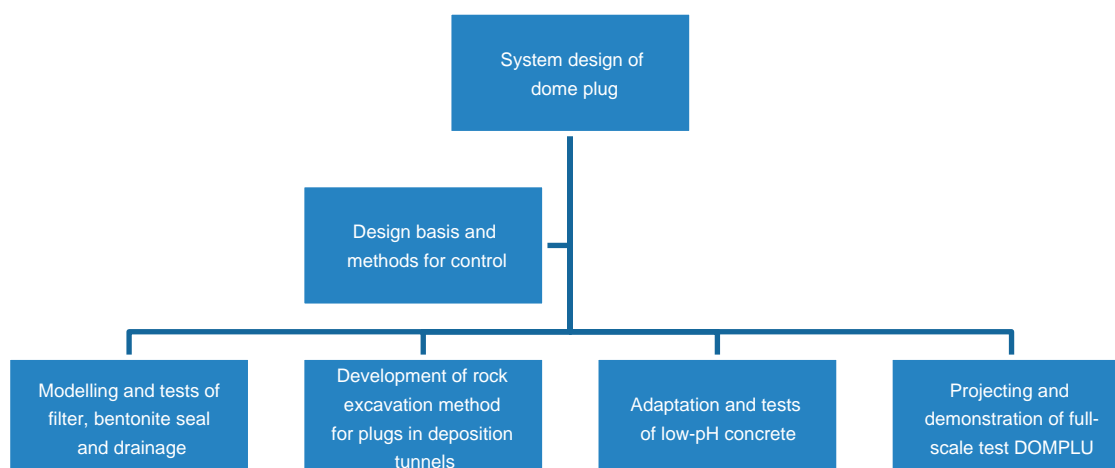 System design of
dome plug
Design basis and
methods for control
Modelling and tests of
filter, bentonite seal
and drainage
Development of rock
excavation method
for plugs in deposition
tunnels
Adaptation and tests
of low-pH concrete
Projecting and
demonstration of full-
scale test DOMPLU